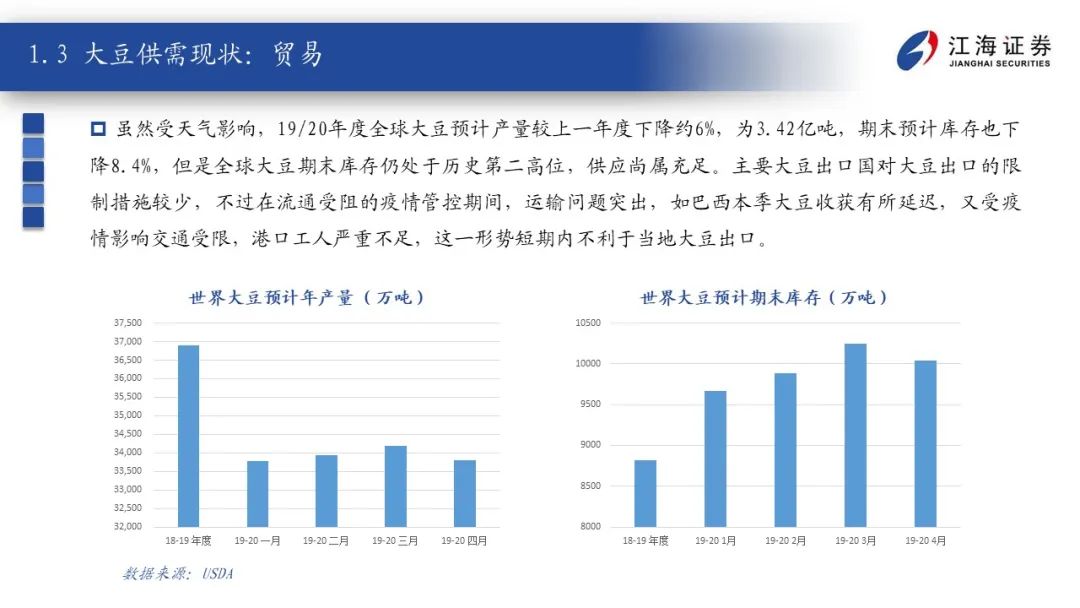 1.3 大豆供需现状：贸易
江海证券
JIANGHAI SECURITIES
虽然受天气影响，19/20年度全球大豆预计产量较上一年度下降约6%，为3.42亿吨，期末预计库存也下
降8.4%，但是全球大豆期末库存仍处于历史第二高位，供应尚属充足。主要大豆出口国对大豆出口的限
制措施较少，不过在流通受阻的疫情管控期间，运输问题突出，如巴西本季大豆收获有所延迟，又受疫
情影响交通受限，港口工人严重不足，这一形势短期内不利于当地大豆出口。
世界大豆预计年产量（万吨）
37,500
37,000
36,500
36,000
35,500
35,000
34,500
34,000
33,500
33,000
32,500
32,000
18-19 年度 19-20 一月 19-20 二月 19-20 三月 19-20 四月
世界大豆预计期末库存（万吨）
10500
10000
9500
9000
8500
8000
18-19 年度 19-20 1月 19-20 2月 19-20 3月 19-20 4月
数据来源：USDA